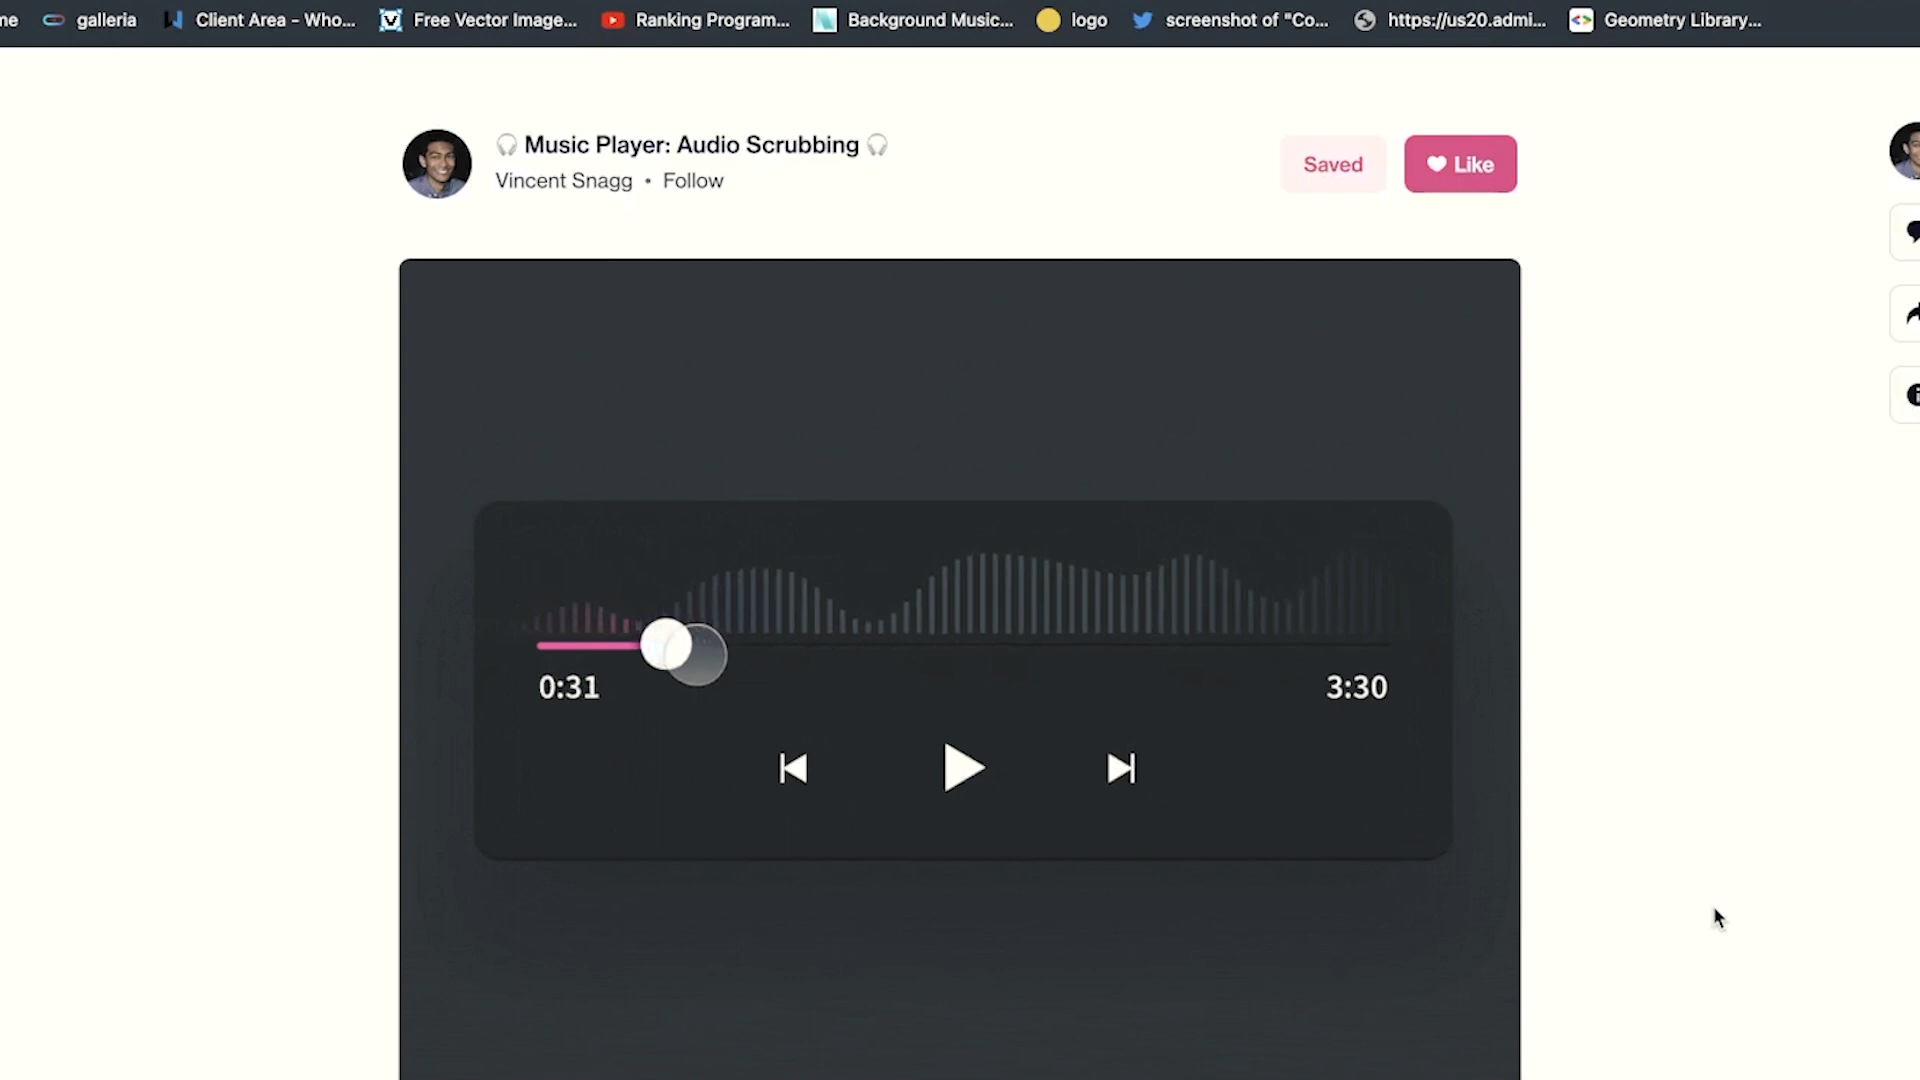 me galleria Client Area - Who... Free Vector Image... Ranking Program... Background Music... logo screenshot of "Co... https://us20.admi... Geometry Library...
Music Player: Audio Scrubbing
Vincent Snagg • Follow
Saved
Like
0:31
3:30